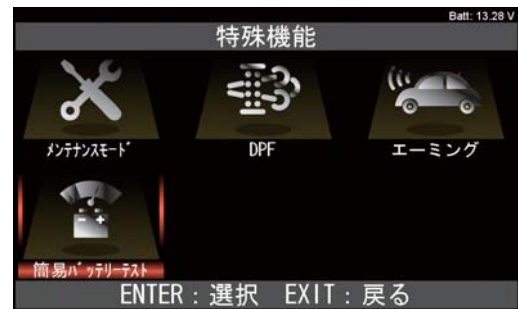 Batt: 13.28 V
特殊機能
ﾒﾝﾃﾅﾝｽﾓｰﾄﾞ
DPF
エーミング
簡易ﾊﾞｯﾃﾘｰﾃｽﾄ
ENTER：選択 EXIT：戻る